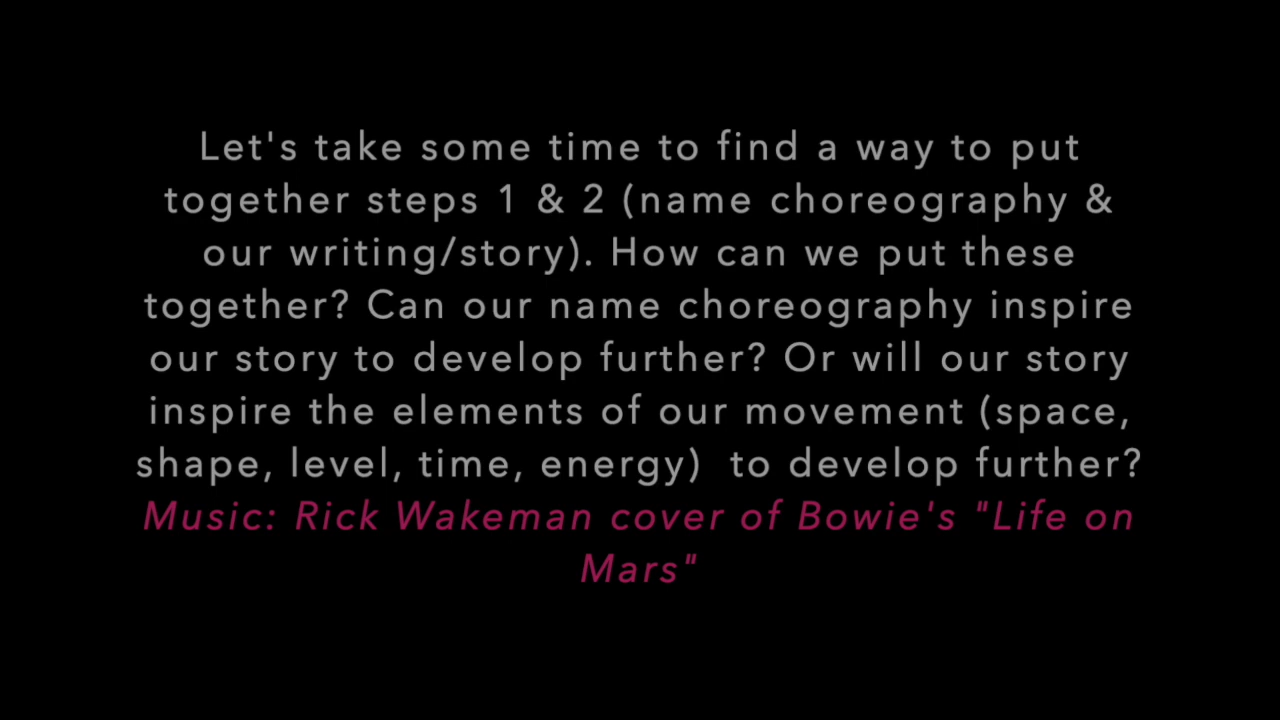 Let's take some time to find a way to put
together steps 1 & 2 (name choreography &
our writing/story). How can we put these
together? Can our name choreography inspire
our story to develop further? Or will our story
inspire the elements of our movement (space,
shape, level, time, energy)  to develop further?
Music: Rick Wakeman cover of Bowie's "Life on
Mars"